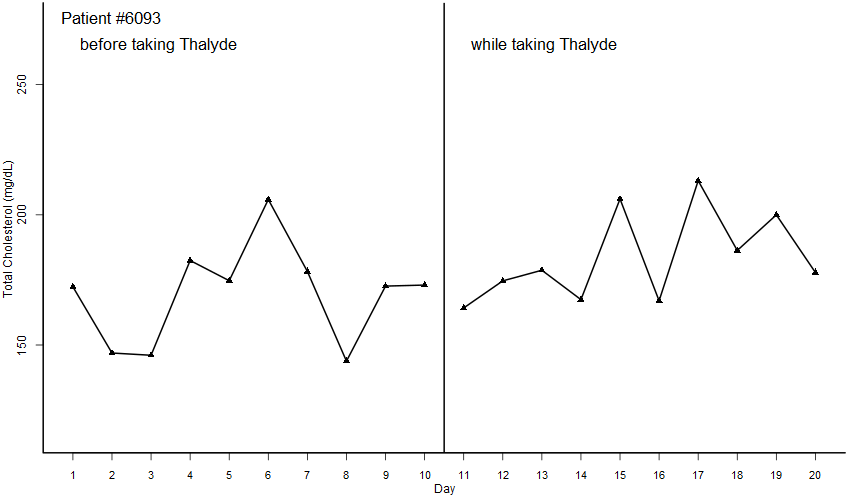 Patient #6093
before taking Thalyde
while taking Thalyde
Total Cholesterol (mg/dL)
250
200
150
1 2 3 4 5 6 7 8 9 10 11 12 13 14 15 16 17 18 19 20
Day